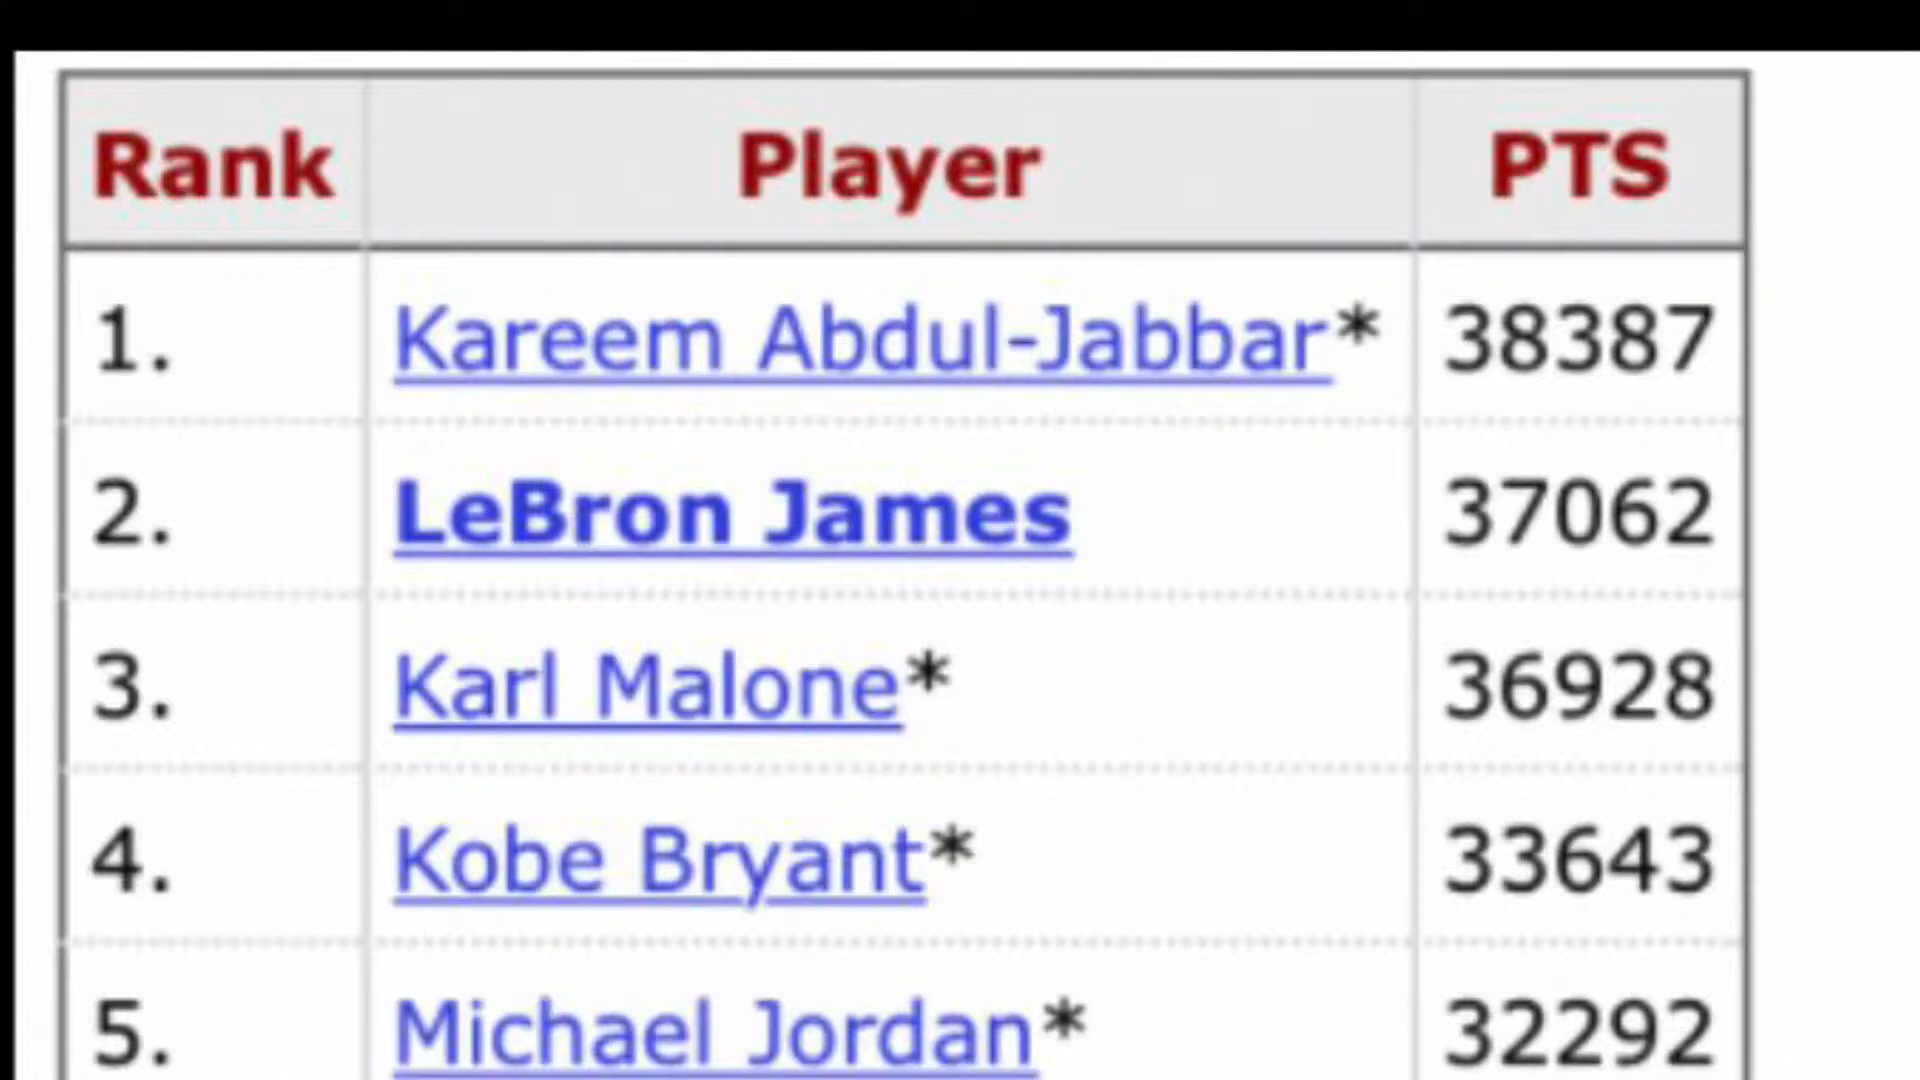 Rank Player PTS
1. Kareem Abdul-Jabbar* 38387
2. LeBron James 37062
3. Karl Malone* 36928
4. Kobe Bryant* 33643
5. Michael Jordan* 32292